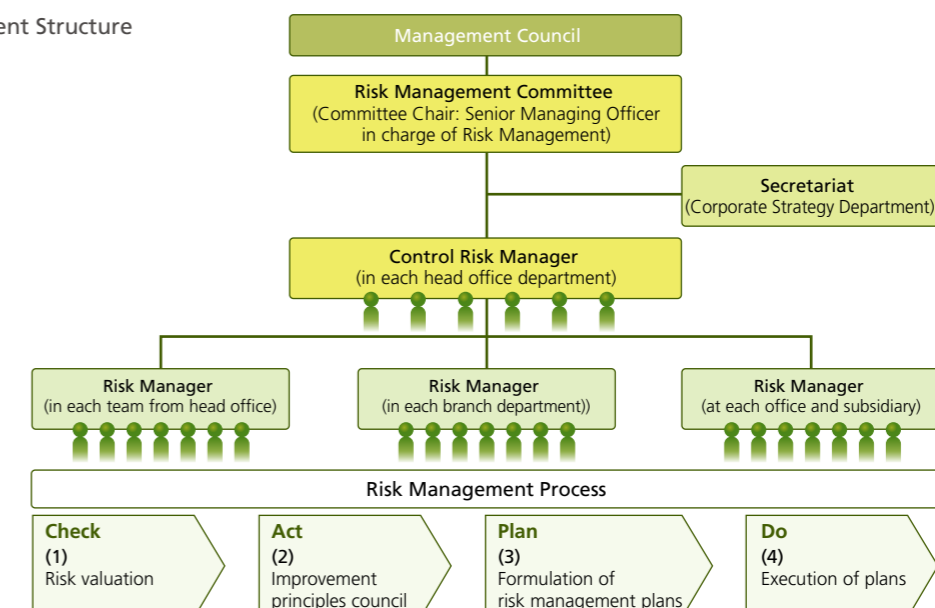 ent Structure
Management Council
Risk Management Committee
(Committee Chair: Senior Managing Officer
in charge of Risk Management)
Secretariat
(Corporate Strategy Department)
Control Risk Manager
(in each head office department)
Risk Manager
(in each team from head office)
Risk Manager
(in each branch department))
Risk Manager
(at each office and subsidiary)
Risk Management Process
Check
(1)
Risk valuation
Act
(2)
Improvement
principles council
Plan
(3)
Formulation of
risk management plans
Do
(4)
Execution of plans